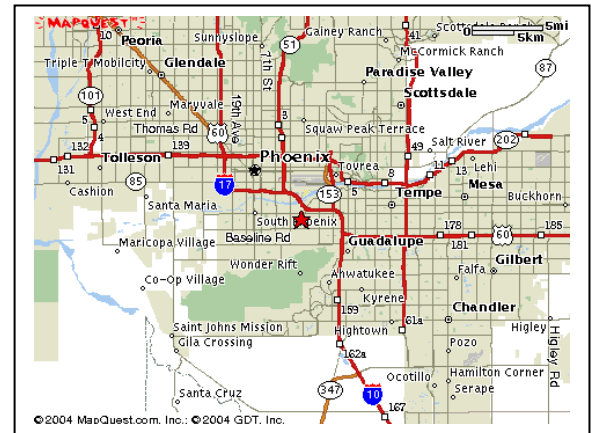 MAPQUEST
10
Peoria
Sunnyslope
7th St
51
Gainey Ranch
41
Scottsdale
5mi
5km
McCormick Ranch
87
Triple T Mobilcity
Glendale
Paradise Valley
Scottsdale
101
Maryvale
19th Ave
3
West End
5
4
Thomas Rd
60
Squaw Peak Terrace
Salt River
202
132
139
Phoenix
49
11
13
Lehi
131
Tolleson
Tovrea
Cashion
85
17
153
5
8
Tempe
Mesa
Buckhorn
Santa Maria
South Phoenix
178
60
185
Maricopa Village
Baseline Rd
Guadalupe
181
Gilbert
Wonder Rift
Falfa
Co-Op Village
Ahwatukee
Kyrene
159
Chandler
Saint Johns Mission
Hightown
61a
Higley
Gila Crossing
162a
Pozo
Higley Rd
347
Ocotillo
Hamilton Corner
Santa Cruz
10
Serape
167
©2004 MapQuest.com, Inc.; ©2004 GDT, Inc.